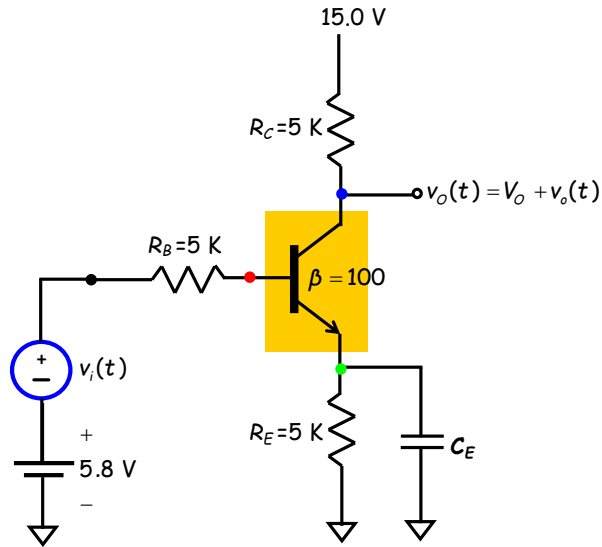 15.0 V
R_C=5 K
v_O(t) = V_O + v_o(t)
R_B=5 K
β = 100
+
−
v_i(t)
+
5.8 V
−
R_E=5 K
C_E